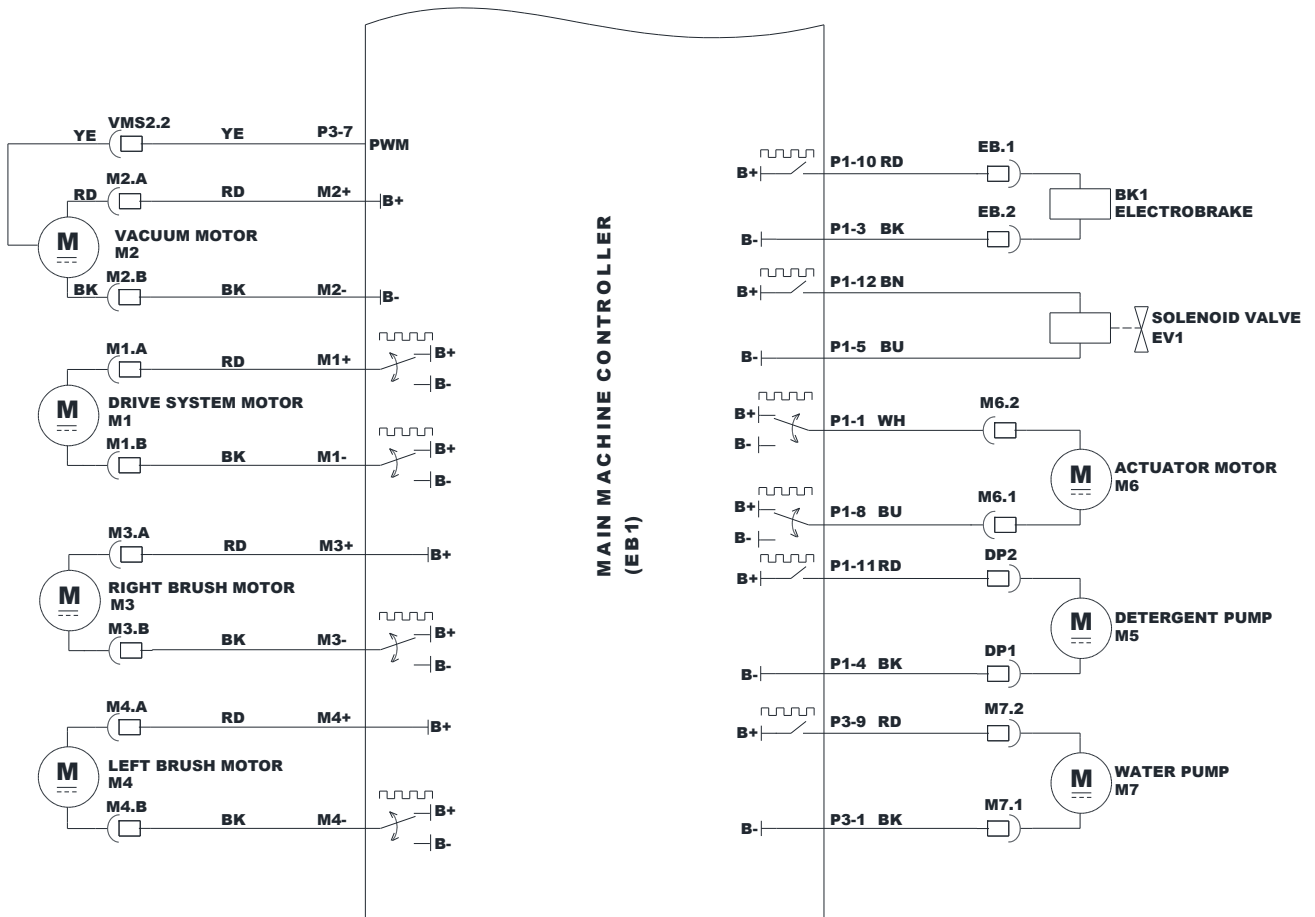 VMS2.2
YE YE P3-7
PWM
M2.A
RD RD M2+
B+
M
VACUUM MOTOR
M2
M2.B
BK BK M2-
B-
M1.A
RD M1+
B+
B-
M
DRIVE SYSTEM MOTOR
M1
M1.B
BK M1-
B+
B-
M3.A
RD M3+
B+
M
RIGHT BRUSH MOTOR
M3
M3.B
BK M3-
B+
B-
M4.A
RD M4+
B+
M
LEFT BRUSH MOTOR
M4
M4.B
BK M4-
B+
B-
MAIN MACHINE CONTROLLER
(EB1)
EB.1
B+ P1-10 RD
BK1
ELECTROBRAKE
EB.2
B- P1-3 BK
B+ P1-12 BN
SOLENOID VALVE
EV1
B- P1-5 BU
M6.2
B+
P1-1 WH
B-
M
ACTUATOR MOTOR
M6
M6.1
B+
P1-8 BU
B-
DP2
B+ P1-11 RD
M
DETERGENT PUMP
M5
DP1
B- P1-4 BK
M7.2
B+ P3-9 RD
M
WATER PUMP
M7
M7.1
B- P3-1 BK